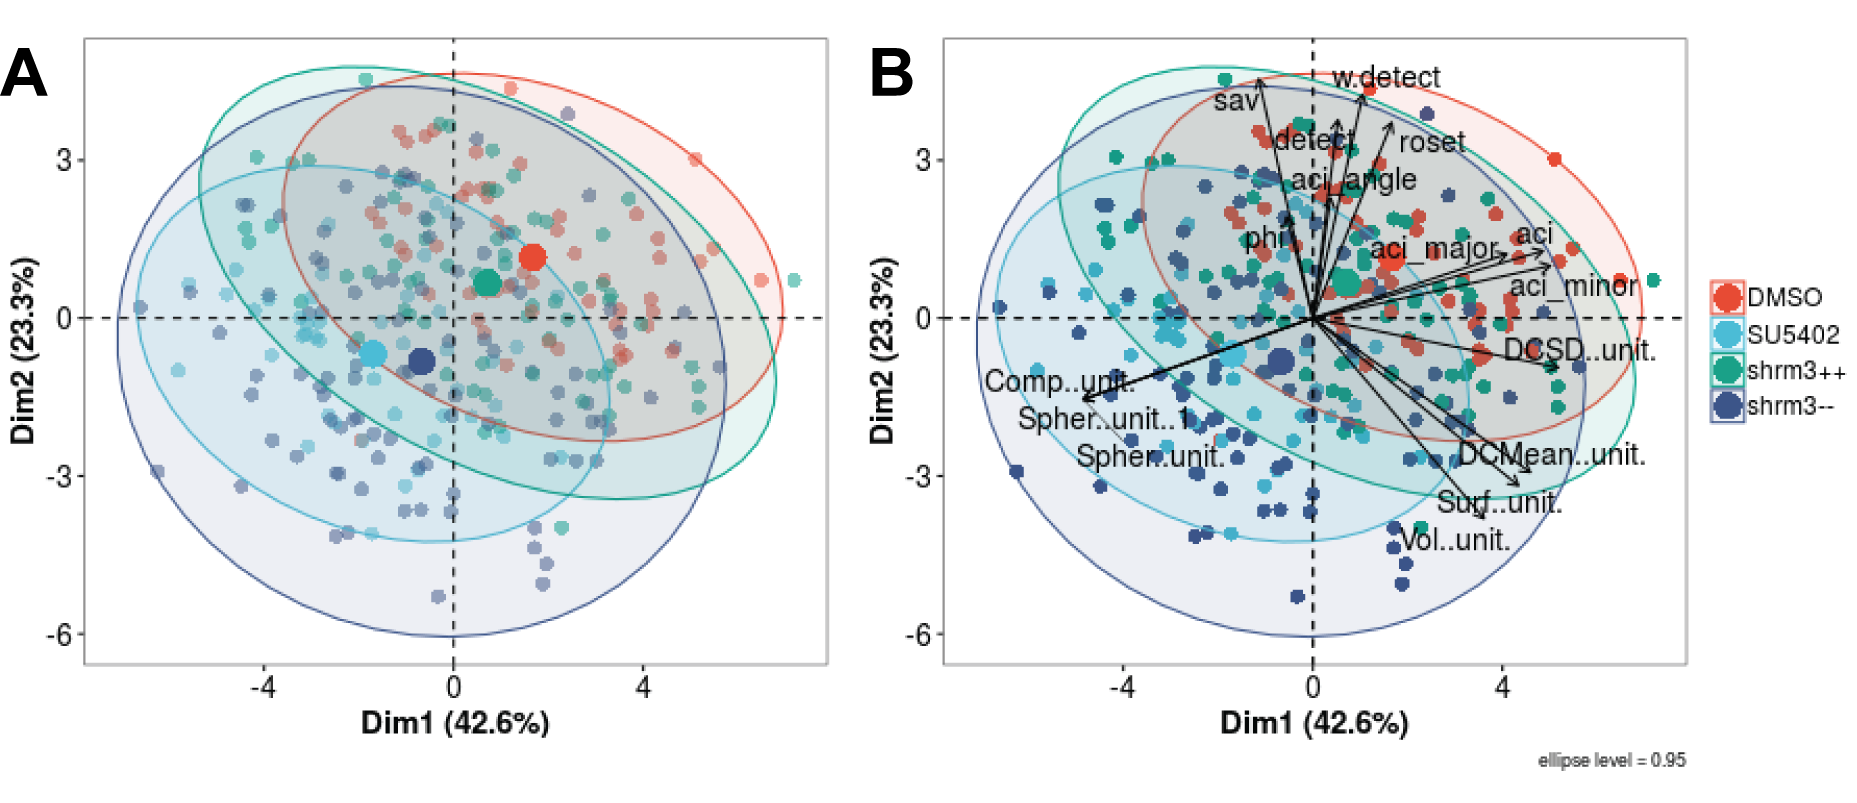 A
B
3
0
-3
-6
-4
0
4
Dim1 (42.6%)
Dim2 (23.3%)
3
0
-3
-6
-4
0
4
Dim1 (42.6%)
Dim2 (23.3%)
w.detect
sav
detect
roset
aci_angle
phi
aci_major
aci
aci_minor
DCSD..unit.
Comp..unit.
Spher..unit..1
Spher..unit.
DCMean..unit.
Surf..unit.
Vol..unit.
DMSO
SU5402
shrm3++
shrm3--
ellipse level = 0.95